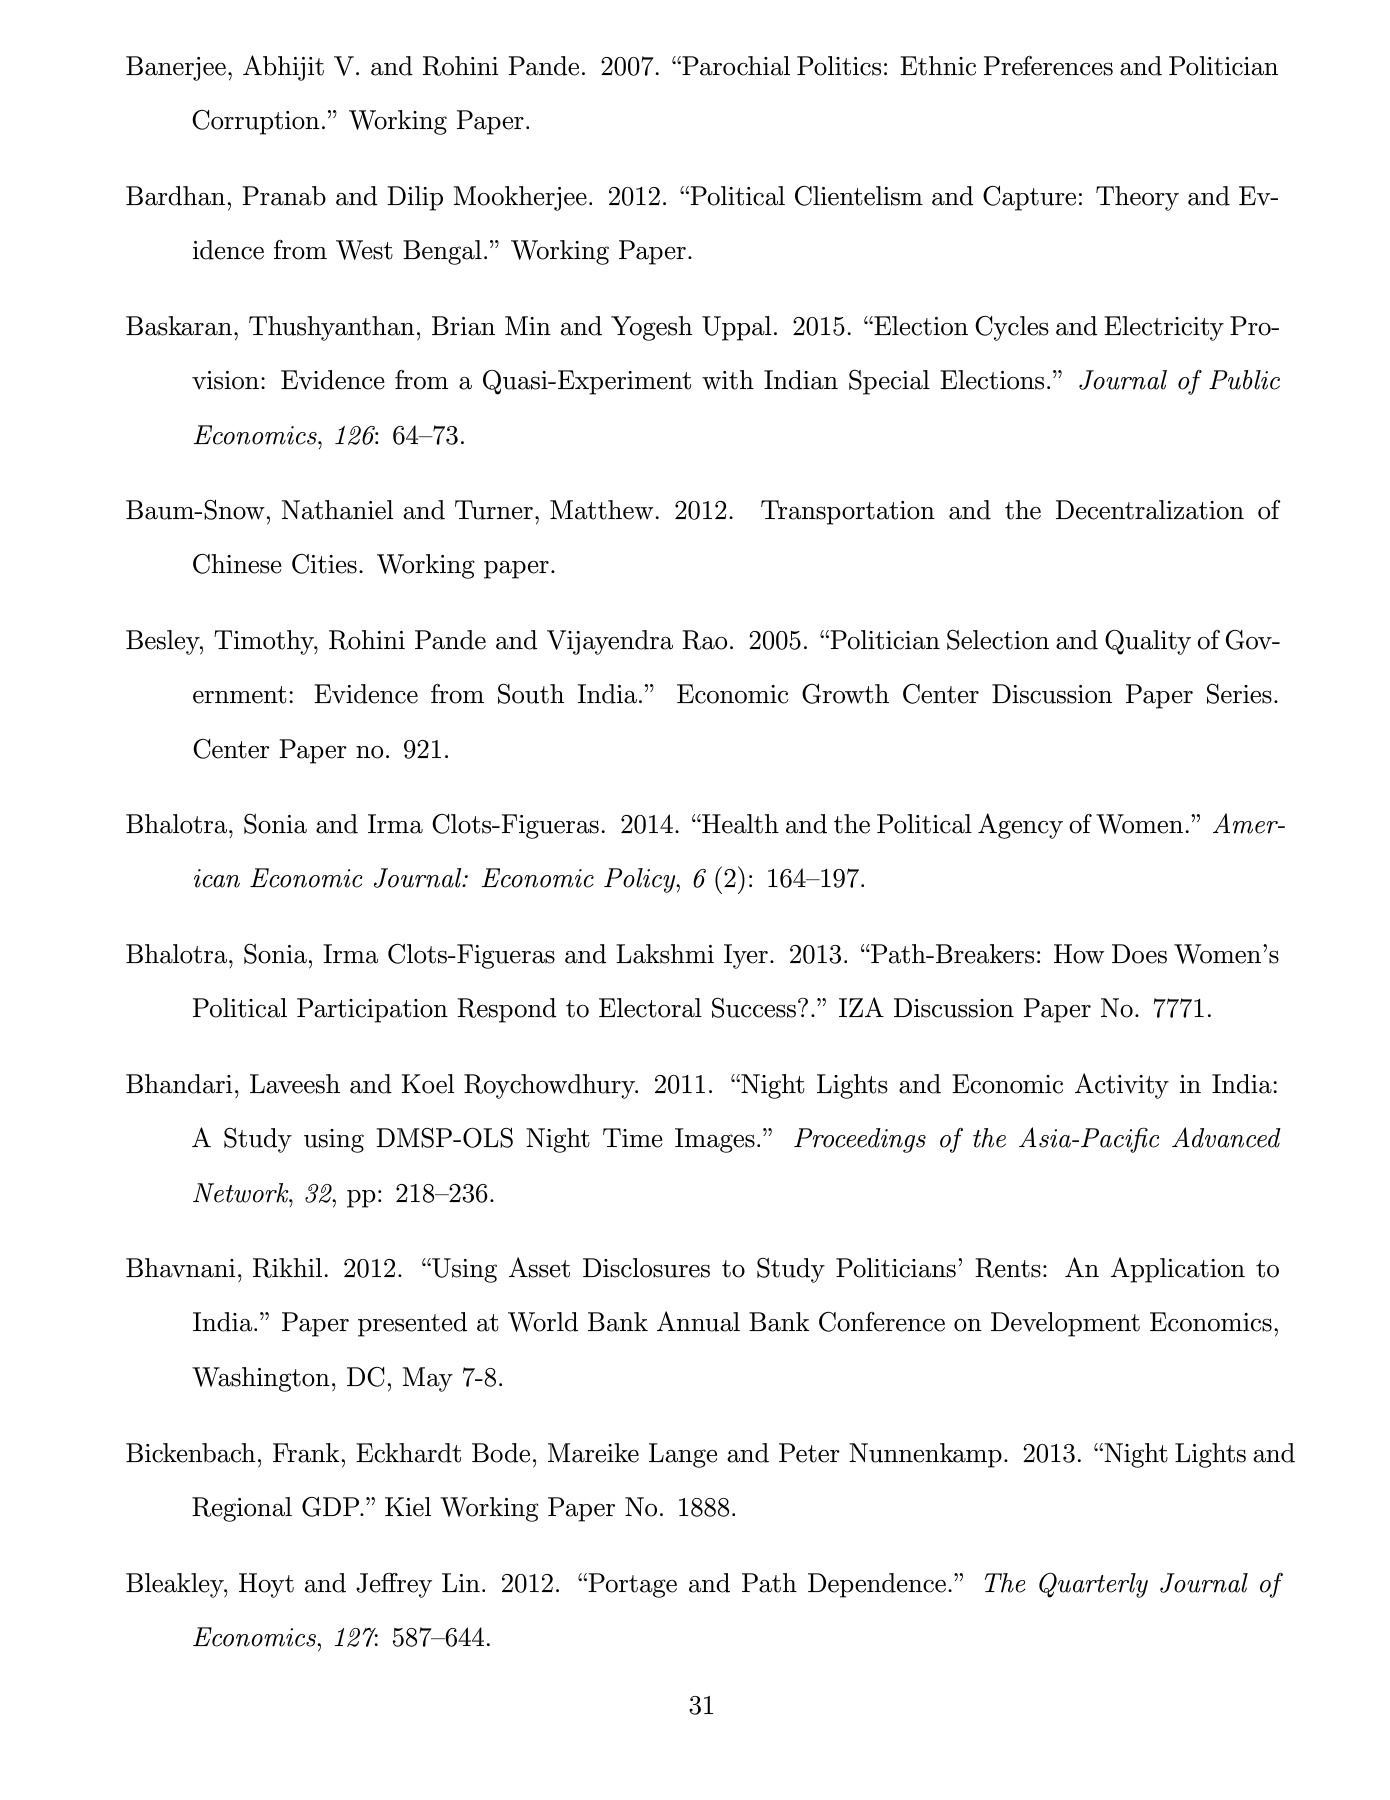 Banerjee, Abhijit V. and Rohini Pande. 2007. “Parochial Politics: Ethnic Preferences and Politician
Corruption.” Working Paper.
Bardhan, Pranab and Dilip Mookherjee. 2012. “Political Clientelism and Capture: Theory and Ev-
idence from West Bengal.” Working Paper.
Baskaran, Thushyanthan, Brian Min and Yogesh Uppal. 2015. “Election Cycles and Electricity Pro-
vision: Evidence from a Quasi-Experiment with Indian Special Elections.” Journal of Public
Economics, 126: 64–73.
Baum-Snow, Nathaniel and Turner, Matthew. 2012. Transportation and the Decentralization of
Chinese Cities. Working paper.
Besley, Timothy, Rohini Pande and Vijayendra Rao. 2005. “Politician Selection and Quality of Gov-
ernment: Evidence from South India.” Economic Growth Center Discussion Paper Series.
Center Paper no. 921.
Bhalotra, Sonia and Irma Clots-Figueras. 2014. “Health and the Political Agency of Women.” Amer-
ican Economic Journal: Economic Policy, 6 (2): 164–197.
Bhalotra, Sonia, Irma Clots-Figueras and Lakshmi Iyer. 2013. “Path-Breakers: How Does Women’s
Political Participation Respond to Electoral Success?.” IZA Discussion Paper No. 7771.
Bhandari, Laveesh and Koel Roychowdhury. 2011. “Night Lights and Economic Activity in India:
A Study using DMSP-OLS Night Time Images.” Proceedings of the Asia-Pacific Advanced
Network, 32, pp: 218–236.
Bhavnani, Rikhil. 2012. “Using Asset Disclosures to Study Politicians’ Rents: An Application to
India.” Paper presented at World Bank Annual Bank Conference on Development Economics,
Washington, DC, May 7-8.
Bickenbach, Frank, Eckhardt Bode, Mareike Lange and Peter Nunnenkamp. 2013. “Night Lights and
Regional GDP.” Kiel Working Paper No. 1888.
Bleakley, Hoyt and Jeffrey Lin. 2012. “Portage and Path Dependence.” The Quarterly Journal of
Economics, 127: 587–644.
31